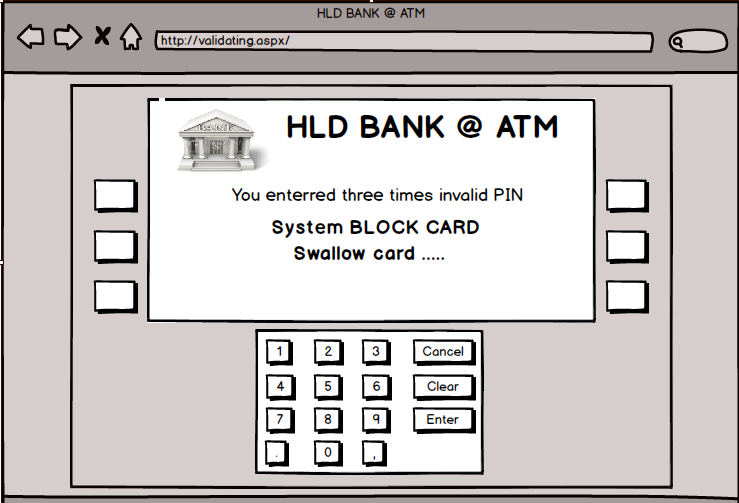 HLD BANK @ ATM
http://validating.aspx/
BANK
HLD BANK @ ATM
You enterred three times invalid PIN
System BLOCK CARD
Swallow card .....
1 2 3 Cancel
4 5 6 Clear
7 8 9 Enter
. 0 ,